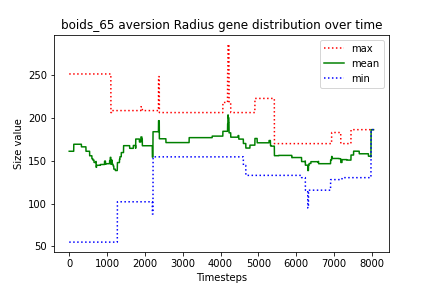 boids_65 aversion Radius gene distribution over time
max
mean
min
Size value
250
200
150
100
50
0 1000 2000 3000 4000 5000 6000 7000 8000
Timesteps